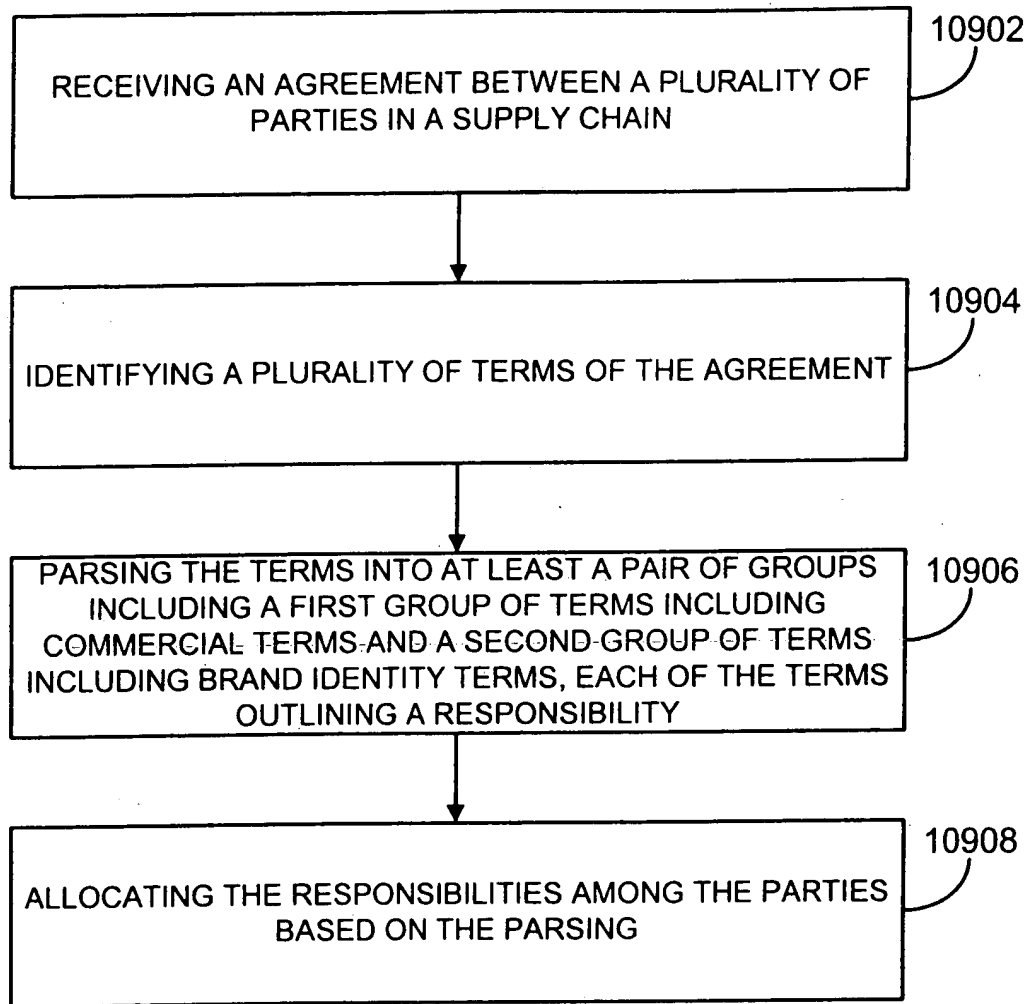 10902
RECEIVING AN AGREEMENT BETWEEN A PLURALITY OF
PARTIES IN A SUPPLY CHAIN
10904
IDENTIFYING A PLURALITY OF TERMS OF THE AGREEMENT
10906
PARSING THE TERMS INTO AT LEAST A PAIR OF GROUPS
INCLUDING A FIRST GROUP OF TERMS INCLUDING
COMMERCIAL TERMS AND A SECOND GROUP OF TERMS
INCLUDING BRAND IDENTITY TERMS, EACH OF THE TERMS
OUTLINING A RESPONSIBILITY
10908
ALLOCATING THE RESPONSIBILITIES AMONG THE PARTIES
BASED ON THE PARSING